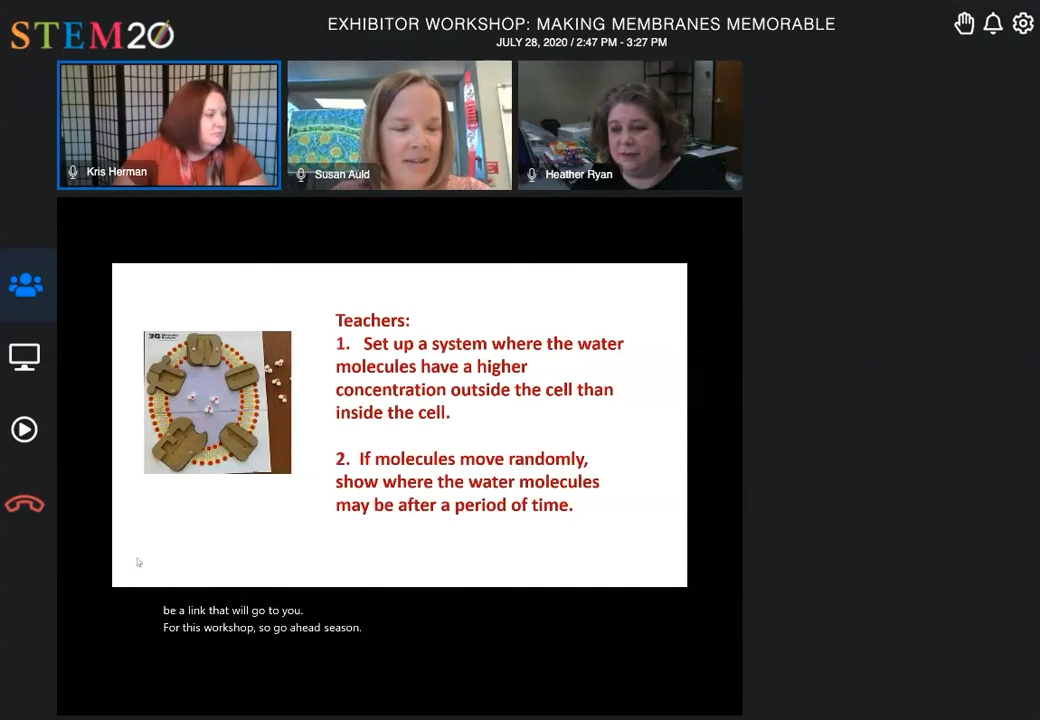 STEM20
EXHIBITOR WORKSHOP: MAKING MEMBRANES MEMORABLE
JULY 28, 2020 / 2:47 PM - 3:27 PM
Kris Herman
Susan Auld
Heather Ryan
Teachers:
1. Set up a system where the water
molecules have a higher
concentration outside the cell than
inside the cell.
2. If molecules move randomly,
show where the water molecules
may be after a period of time.
be a link that will go to you.
For this workshop, so go ahead season.